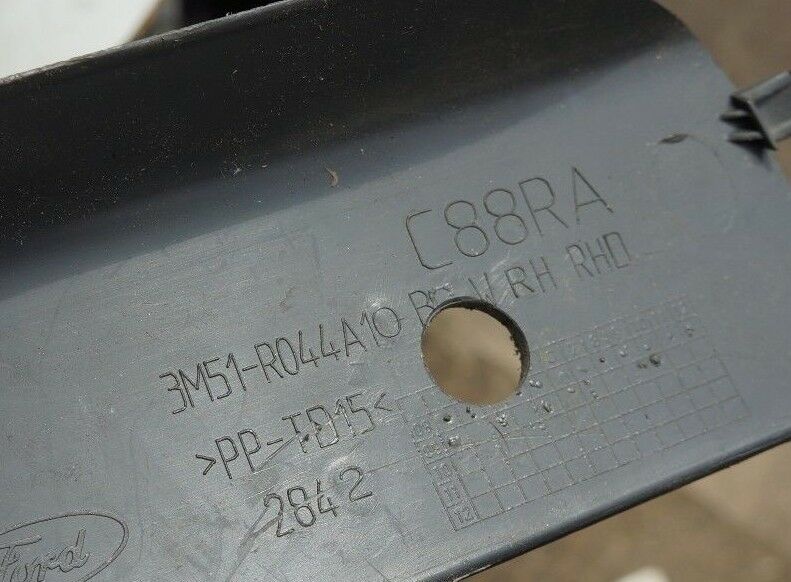 C88RA
3M51-R044A10- RH RHD
>PP-TD15<
2842
Ford